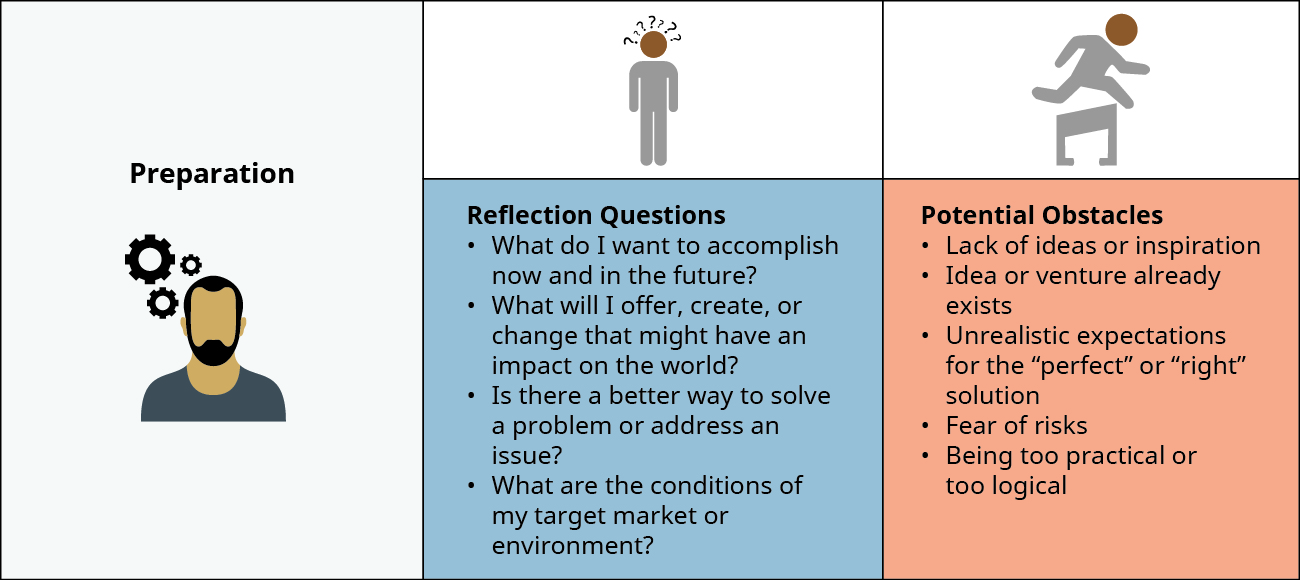 Preparation
? ? ? ? ? ? ? ?
Reflection Questions
• What do I want to accomplish
now and in the future?
• What will I offer, create, or
change that might have an
impact on the world?
• Is there a better way to solve
a problem or address an
issue?
• What are the conditions of
my target market or
environment?
Potential Obstacles
• Lack of ideas or inspiration
• Idea or venture already
exists
• Unrealistic expectations
for the “perfect” or “right”
solution
• Fear of risks
• Being too practical or
too logical